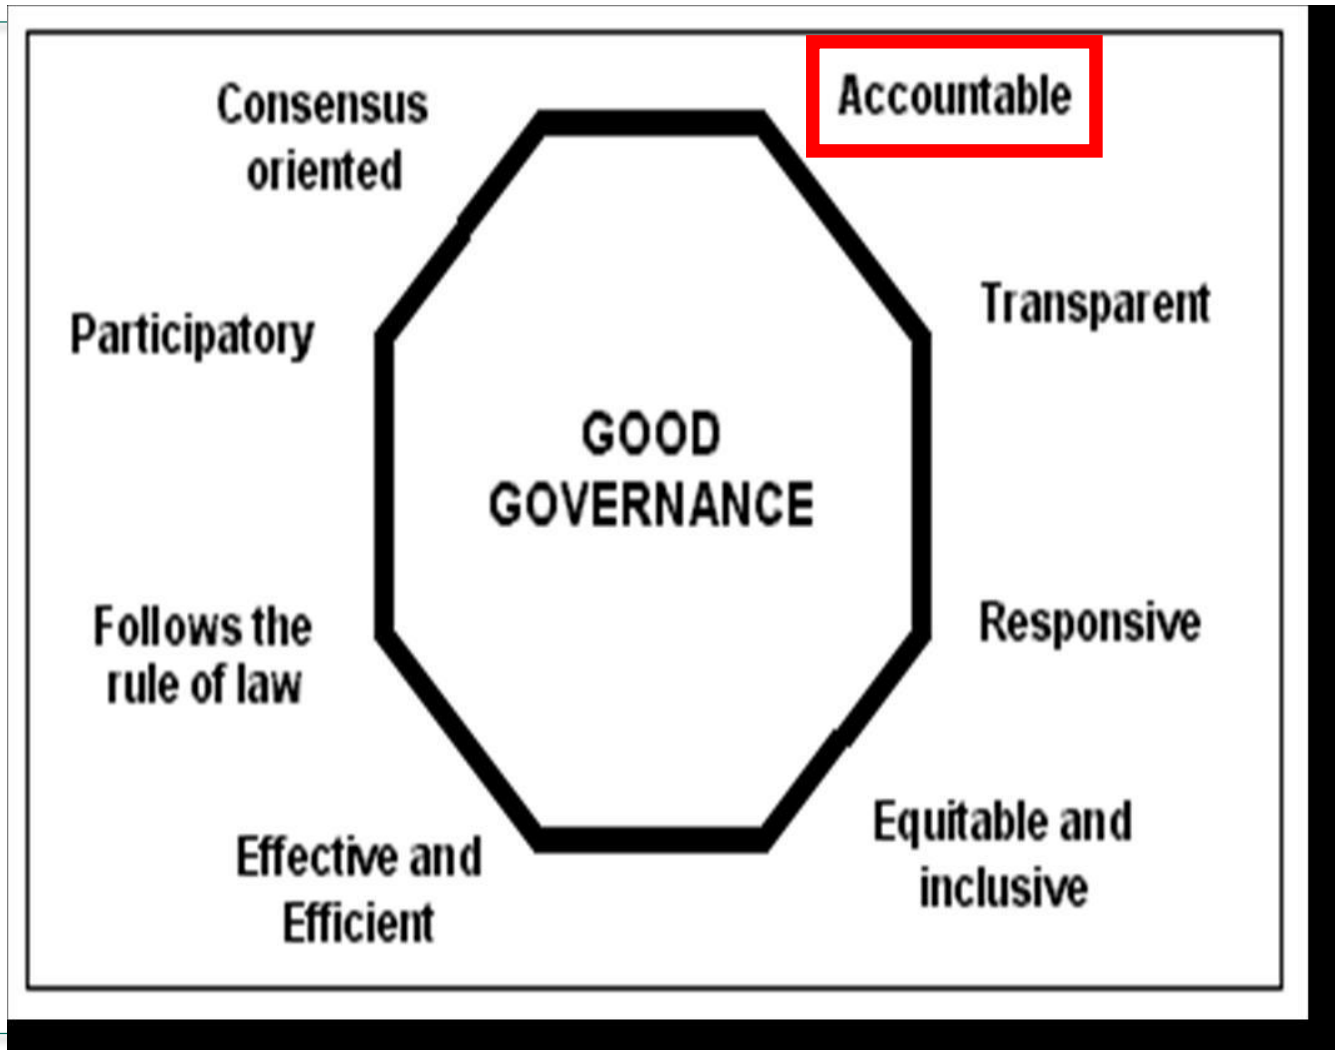 Consensus
oriented
Accountable
Participatory
Transparent
GOOD
GOVERNANCE
Follows the
rule of law
Responsive
Effective and
Efficient
Equitable and
inclusive